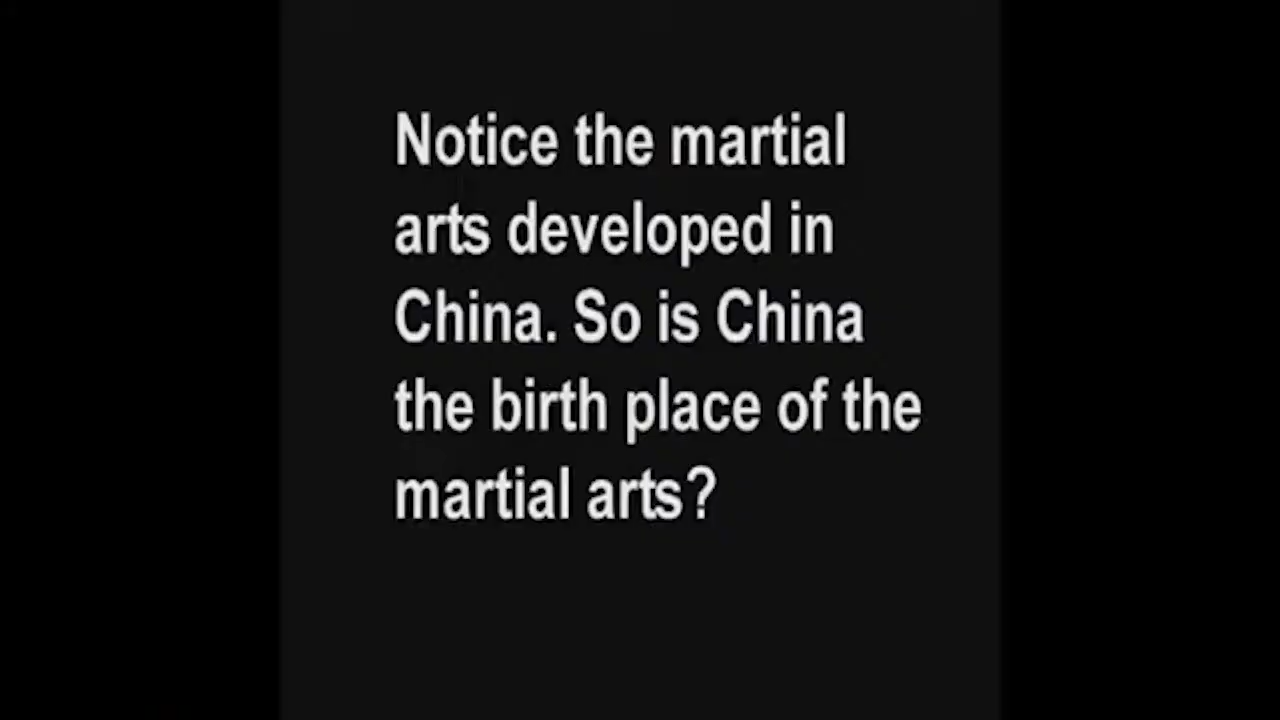 Notice the martial
arts developed in
China. So is China
the birth place of the
martial arts?